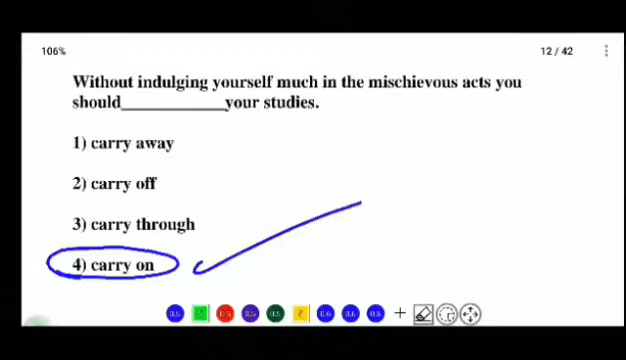 106%
12 / 42
Without indulging yourself much in the mischievous acts you
should____________your studies.
1) carry away
2) carry off
3) carry through
4) carry on